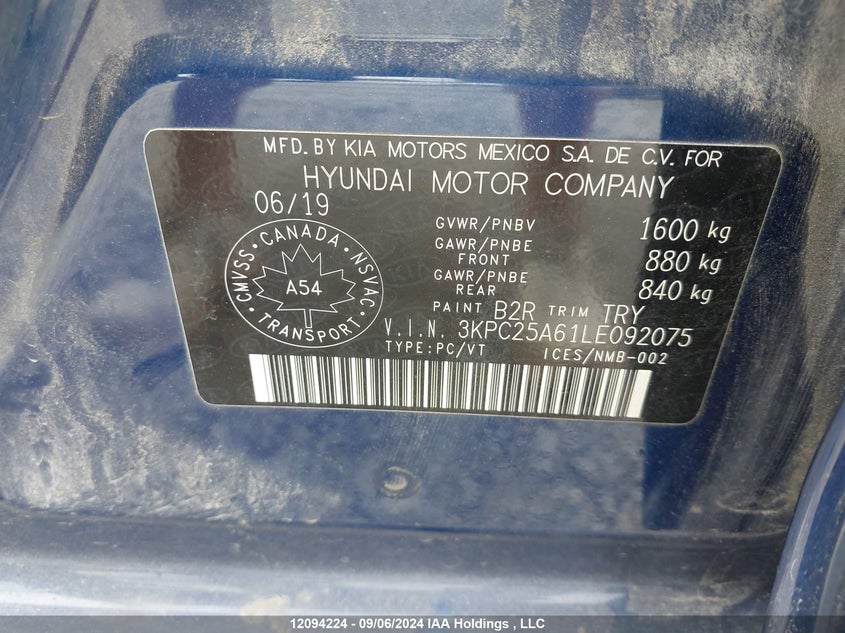 MFD. BY KIA MOTORS MEXICO S.A. DE C.V. FOR
HYUNDAI MOTOR COMPANY
06/19
GVWR/PNBV 1600 kg
GAWR/PNBE FRONT 880 kg
GAWR/PNBE REAR 840 kg
CMVSS · CANADA · NSVAC · TRANSPORT ·
A54
PAINT B2R TRIM TRY
V.I.N. 3KPC25A61LE092075
TYPE:PC/VT ICES/NMB-002
12094224 - 09/06/2024 IAA Holdings , LLC